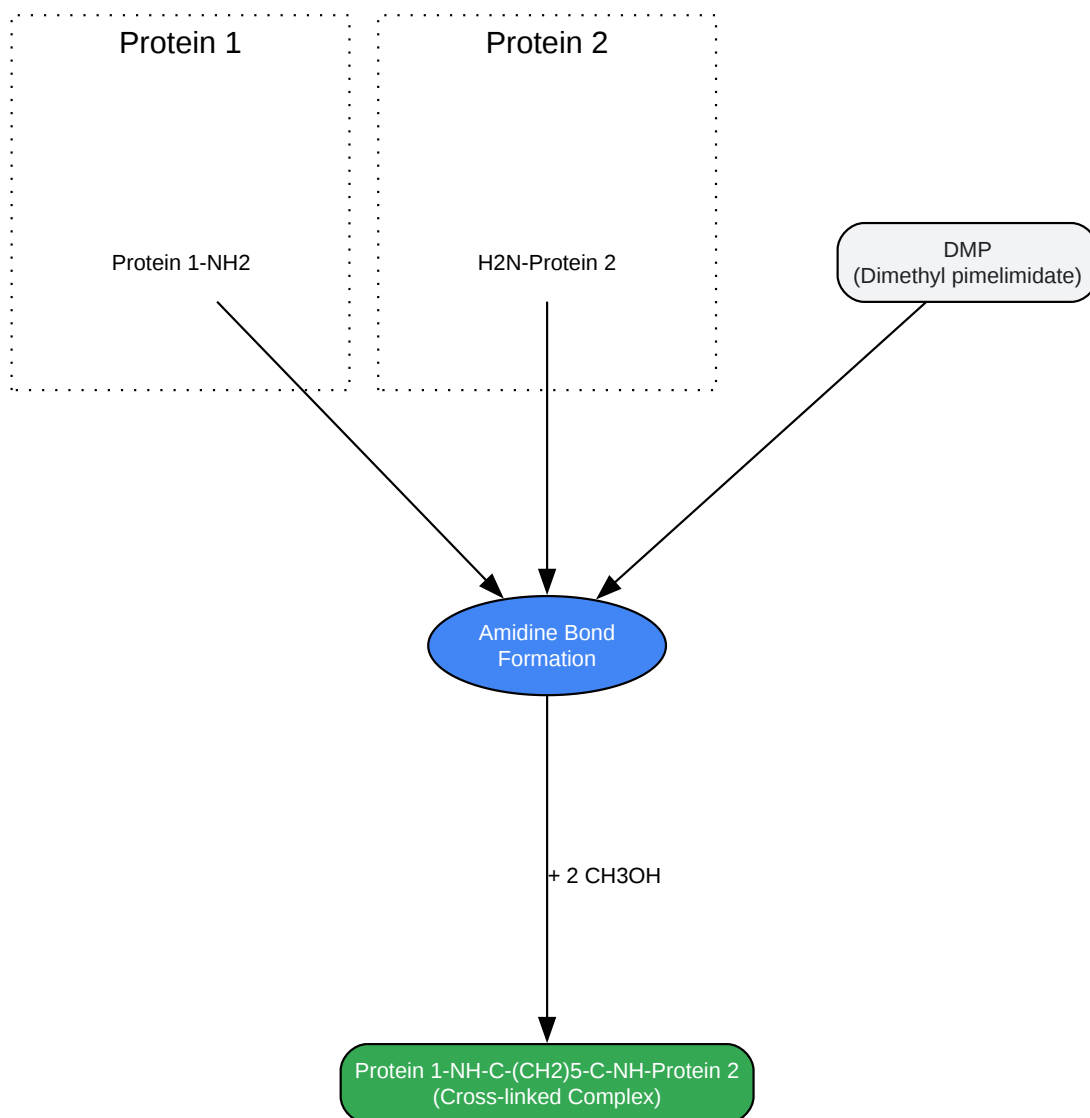 Protein 1
Protein 2
Protein 1-NH2
H2N-Protein 2
DMP
(Dimethyl pimelimidate)
Amidine Bond
Formation
+ 2 CH3OH
Protein 1-NH-C-(CH2)5-C-NH-Protein 2
(Cross-linked Complex)